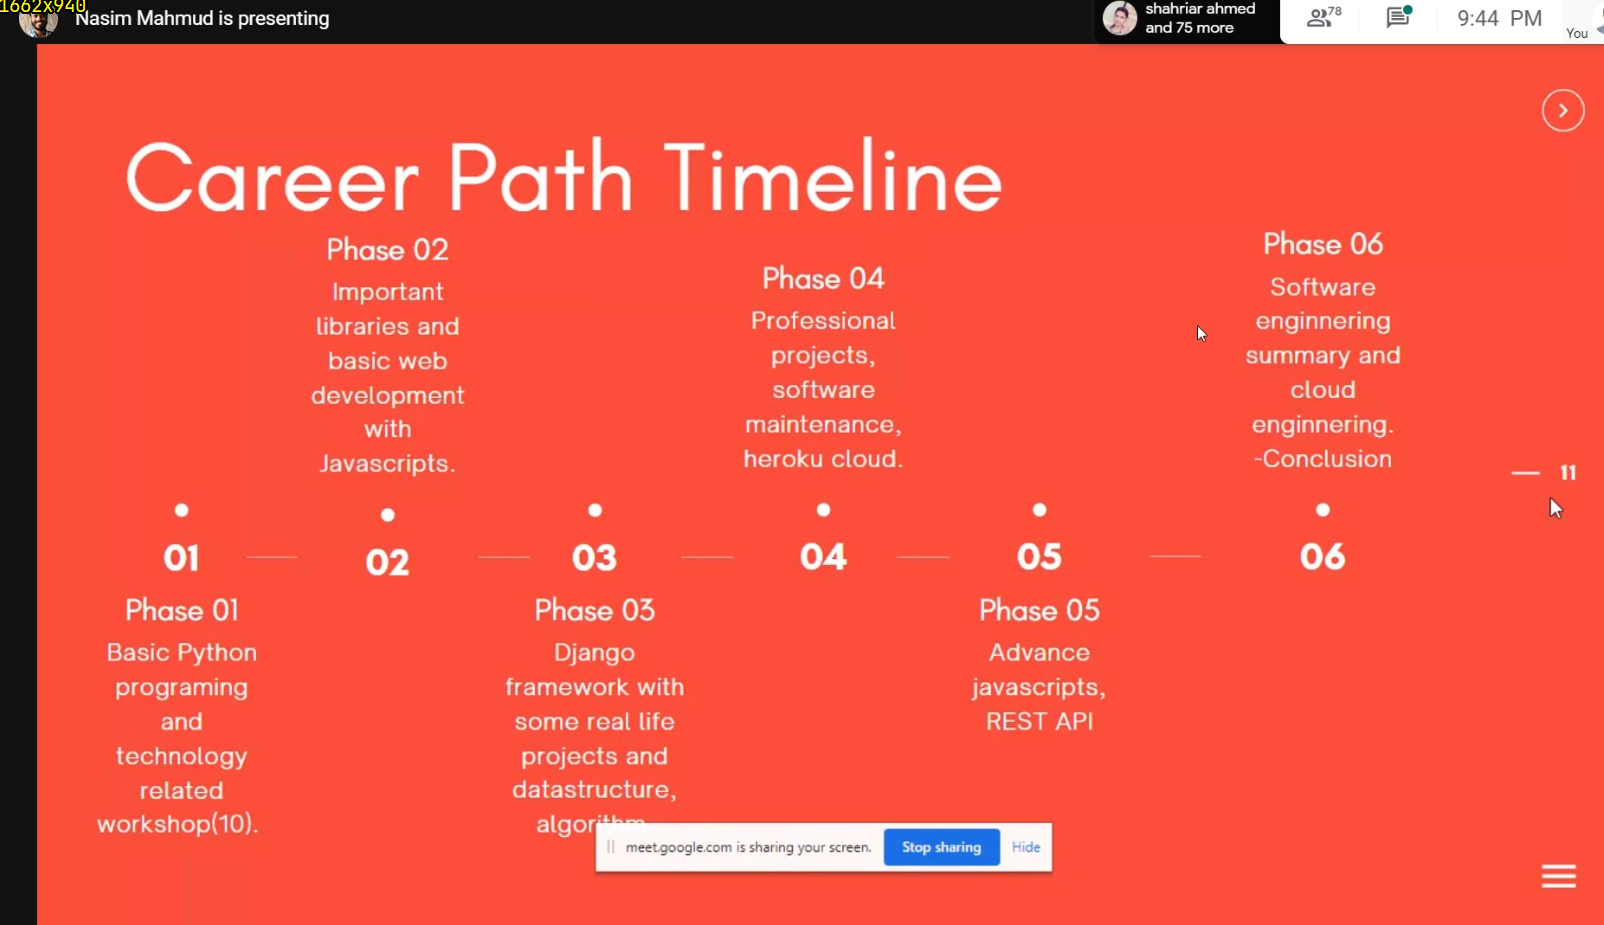 1662x940
Nasim Mahmud is presenting
shahriar ahmed
and 75 more
78
9:44 PM
You
Career Path Timeline
Phase 02
Important
libraries and
basic web
development
with
Javascripts.
Phase 04
Professional
projects,
software
maintenance,
heroku cloud.
Phase 06
Software
enginnering
summary and
cloud
enginnering.
-Conclusion
11
01
02
03
04
05
06
Phase 01
Basic Python
programing
and
technology
related
workshop(10).
Phase 03
Django
framework with
some real life
projects and
datastructure,
algorithm
Phase 05
Advance
javascripts,
REST API
meet.google.com is sharing your screen.
Stop sharing
Hide